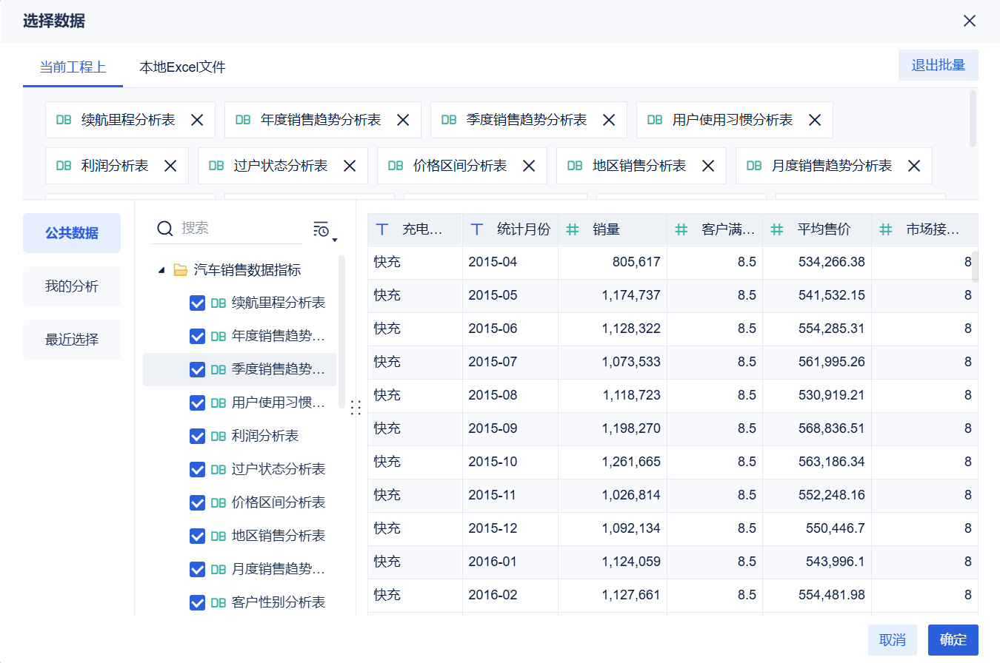 选择数据
当前工程上 本地Excel文件 退出批量
DB 续航里程分析表 DB 年度销售趋势分析表 DB 季度销售趋势分析表 DB 用户使用习惯分析表
DB 利润分析表 DB 过户状态分析表 DB 价格区间分析表 DB 地区销售分析表 DB 月度销售趋势分析表
公共数据
我的分析
最近选择
搜索
汽车销售数据指标
DB 续航里程分析表
DB 年度销售趋势…
DB 季度销售趋势…
DB 用户使用习惯…
DB 利润分析表
DB 过户状态分析表
DB 价格区间分析表
DB 地区销售分析表
DB 月度销售趋势…
DB 客户性别分析表
T 充电… T 统计月份 # 销量 # 客户满… # 平均售价 # 市场接…
快充 2015-04 805,617 8.5 534,266.38 8
快充 2015-05 1,174,737 8.5 541,532.15 8
快充 2015-06 1,128,322 8.5 554,285.31 8
快充 2015-07 1,073,533 8.5 561,995.26 8
快充 2015-08 1,118,723 8.5 530,919.21 8
快充 2015-09 1,198,270 8.5 568,836.51 8
快充 2015-10 1,261,665 8.5 563,186.34 8
快充 2015-11 1,026,814 8.5 552,248.16 8
快充 2015-12 1,092,134 8.5 550,446.7 8
快充 2016-01 1,124,059 8.5 543,996.1 8
快充 2016-02 1,127,661 8.5 554,481.98 8
取消 确定